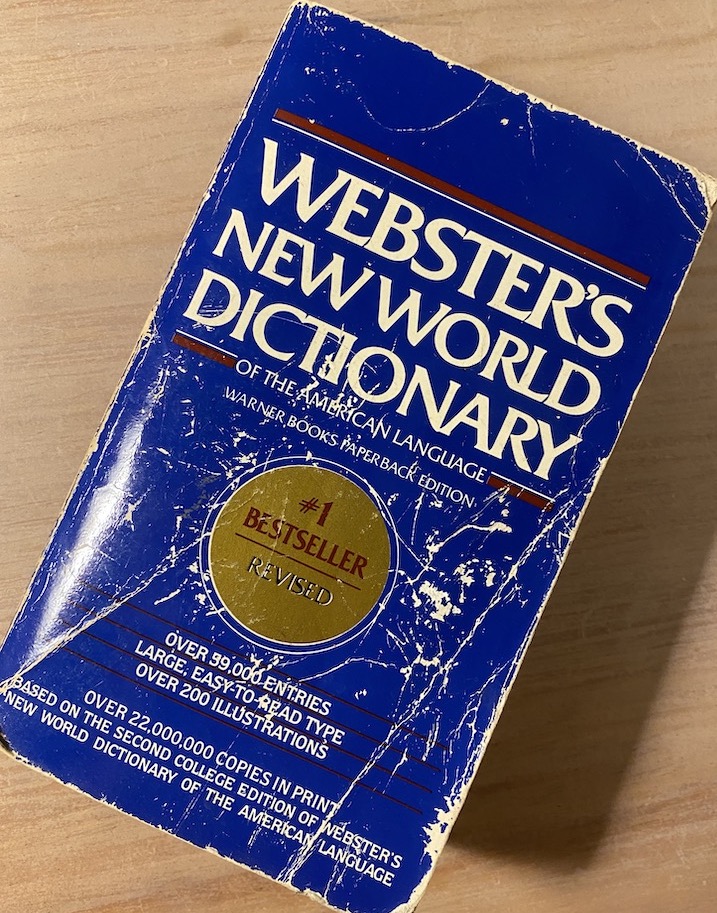 WEBSTER'S
NEW WORLD
DICTIONARY
OF THE AMERICAN LANGUAGE
WARNER BOOKS PAPERBACK EDITION
#1
BESTSELLER
REVISED
OVER 59,000 ENTRIES
LARGE, EASY-TO-READ TYPE
OVER 200 ILLUSTRATIONS
OVER 22,000,000 COPIES IN PRINT
BASED ON THE SECOND COLLEGE EDITION OF WEBSTER'S
NEW WORLD DICTIONARY OF THE AMERICAN LANGUAGE